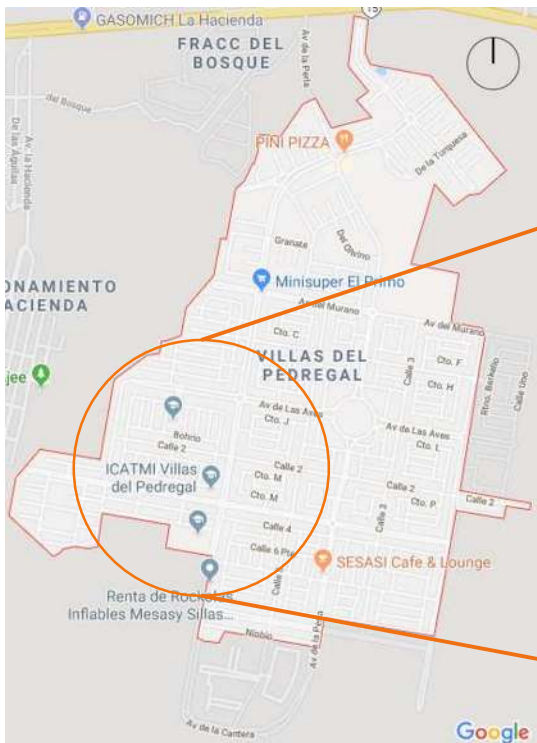 GASOMICH La Hacienda
15
FRACC DEL
BOSQUE
Av de la Perla
del Bosque
Av. la Hacienda
De las Aguilas
PINI PIZZA
De la Turquesa
Granate
Del Olivino
ONAMIENTO
ACIENDA
Minisuper El Primo
Av del Murano
Av del Murano
Cto. C
VILLAS DEL
PEDREGAL
Calle 3
Cto. F
Cto. H
Rtno. Berkelio
Calle Uno
jee
Av de Las Aves
Cto. J
Av de Las Aves
Cto. L
Bohrio
Calle 2
ICATMI Villas
del Pedregal
Calle 2
Cto. M
Cto. M
Calle 2
Cto. P
Calle 2
Calle 3
Calle 4
Calle 6 Pte
SESASI Cafe & Lounge
Renta de Rockolas
Inflables Mesasy Sillas...
Niobio
Av de la Perla
Av de la Cantera
Google